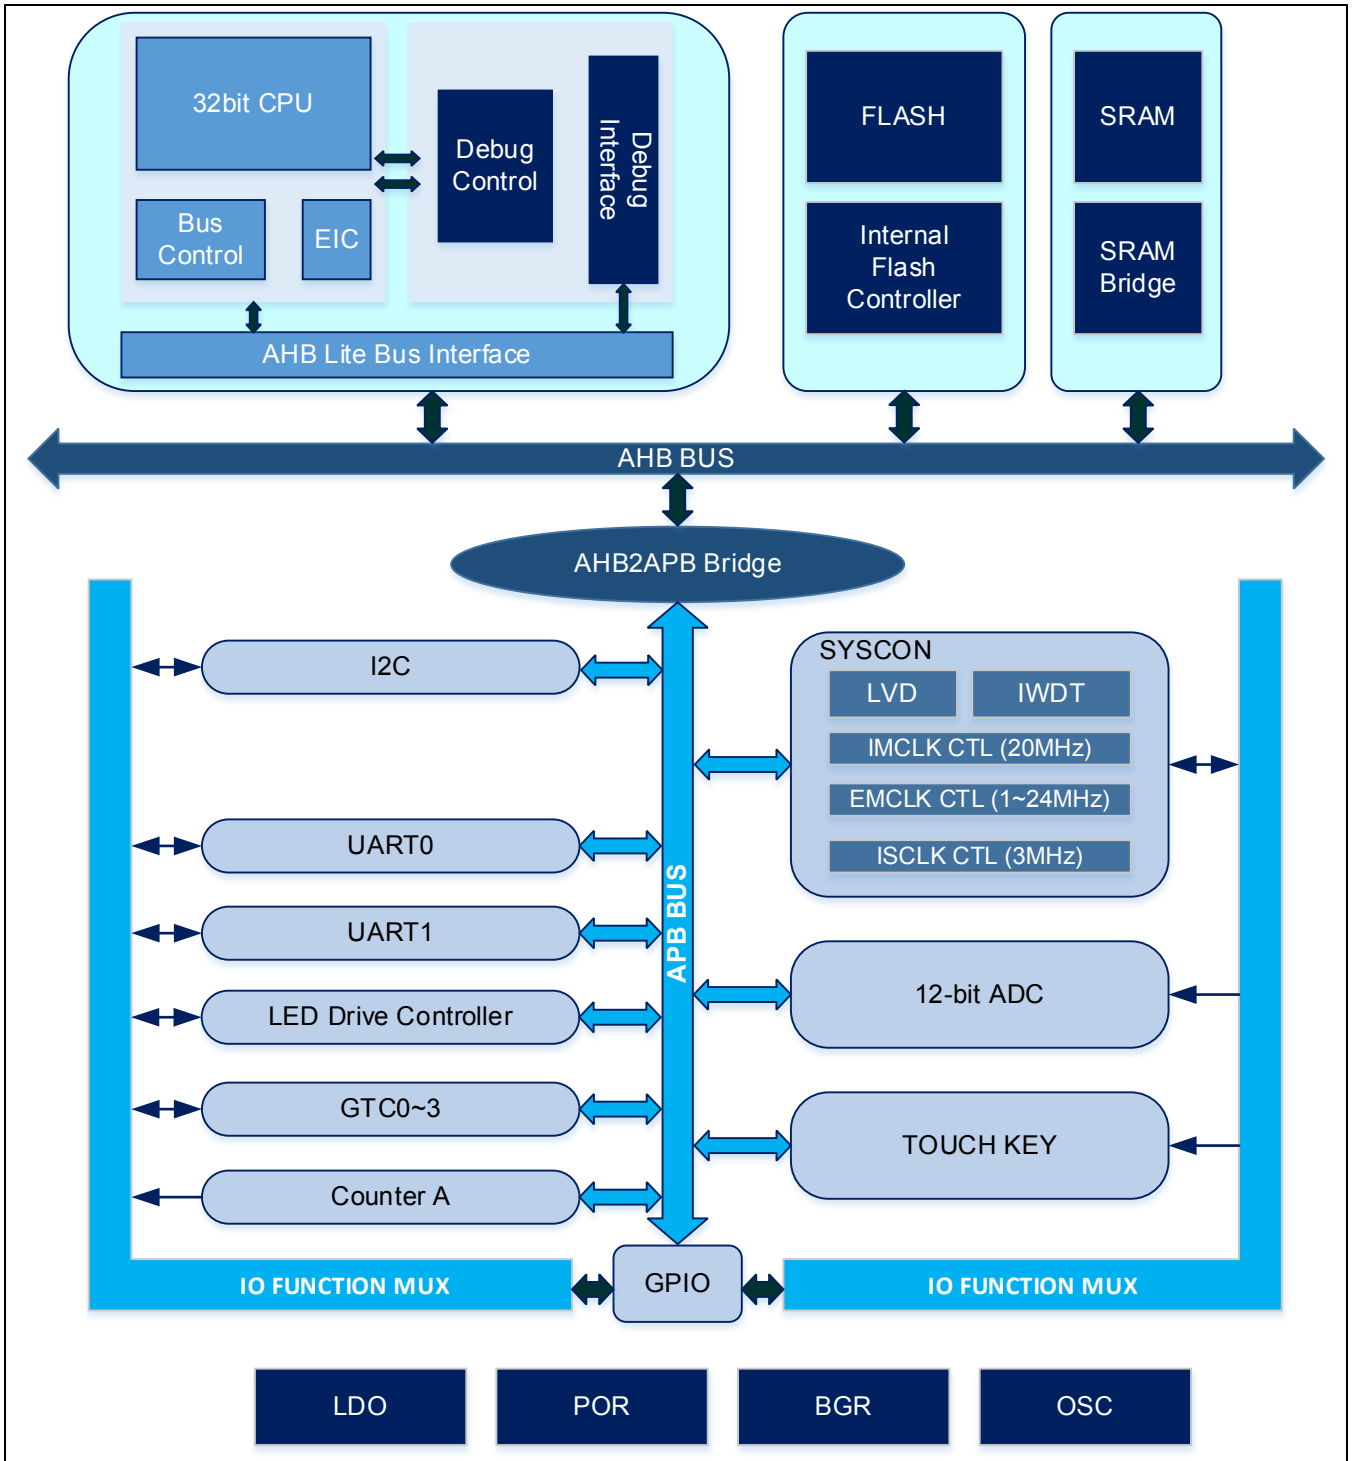 32bit CPU
Bus
Control
EIC
Debug
Control
Debug
Interface
AHB Lite Bus Interface
FLASH
Internal
Flash
Controller
SRAM
SRAM
Bridge
AHB BUS
AHB2APB Bridge
I2C
UART0
UART1
LED Drive Controller
GTC0~3
Counter A
APB BUS
SYSCON
LVD
IWDT
IMCLK CTL (20MHz)
EMCLK CTL (1~24MHz)
ISCLK CTL (3MHz)
12-bit ADC
TOUCH KEY
IO FUNCTION MUX
GPIO
IO FUNCTION MUX
LDO
POR
BGR
OSC